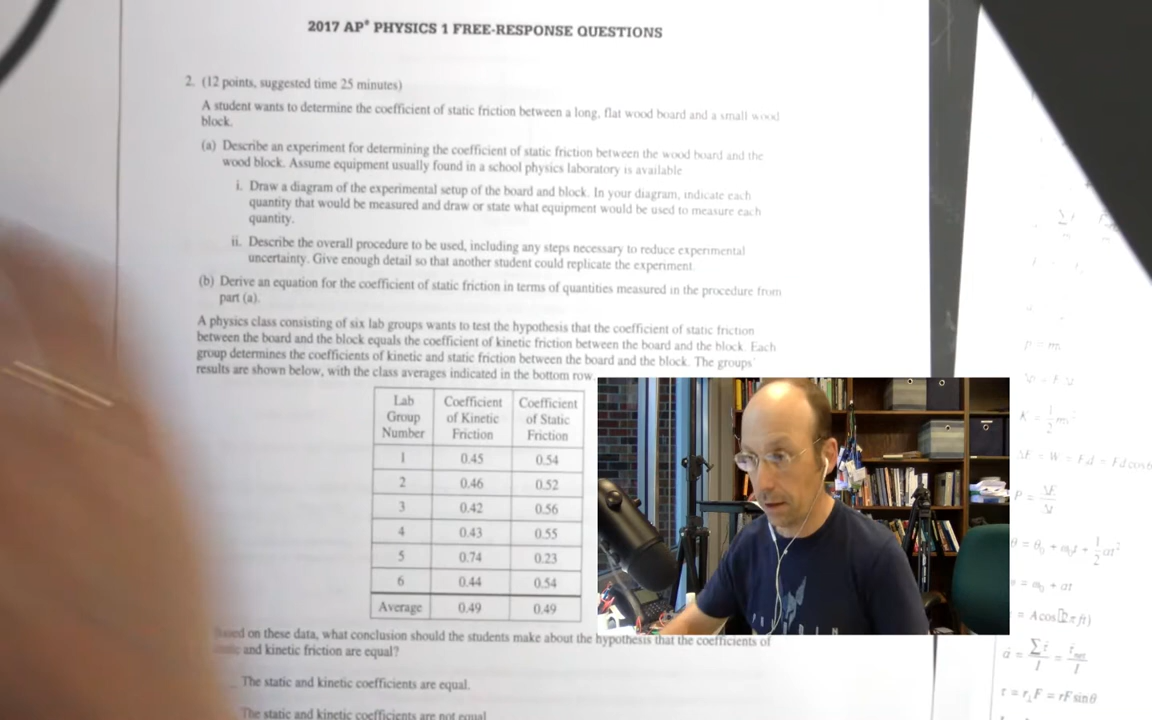 2017 AP® PHYSICS 1 FREE-RESPONSE QUESTIONS
2. (12 points, suggested time 25 minutes)
A student wants to determine the coefficient of static friction between a long, flat wood board and a small wood
block.
(a) Describe an experiment for determining the coefficient of static friction between the wood board and the
wood block. Assume equipment usually found in a school physics laboratory is available
i. Draw a diagram of the experimental setup of the board and block. In your diagram, indicate each
quantity that would be measured and draw or state what equipment would be used to measure each
quantity.
ii. Describe the overall procedure to be used, including any steps necessary to reduce experimental
uncertainty. Give enough detail so that another student could replicate the experiment.
(b) Derive an equation for the coefficient of static friction in terms of quantities measured in the procedure from
part (a).
A physics class consisting of six lab groups wants to test the hypothesis that the coefficient of static friction
between the board and the block equals the coefficient of kinetic friction between the board and the block. Each
group determines the coefficients of kinetic and static friction between the board and the block. The groups'
results are shown below, with the class averages indicated in the bottom row.
Lab Group Number Coefficient of Kinetic Friction Coefficient of Static Friction
1 0.45 0.54
2 0.46 0.52
3 0.42 0.56
4 0.43 0.55
5 0.74 0.23
6 0.44 0.54
Average 0.49 0.49
on these data, what conclusion should the students make about the hypothesis that the coefficients of
and kinetic friction are equal?
The static and kinetic coefficients are equal.
The static and kinetic coefficients are not equal
ΔE = W = Fd = Fd cosθ
θ = θ₀ + ω₀t + ½αt²
ω = ω₀ + αt
= A cos(2πft)
τ = r⊥F = rF sinθ